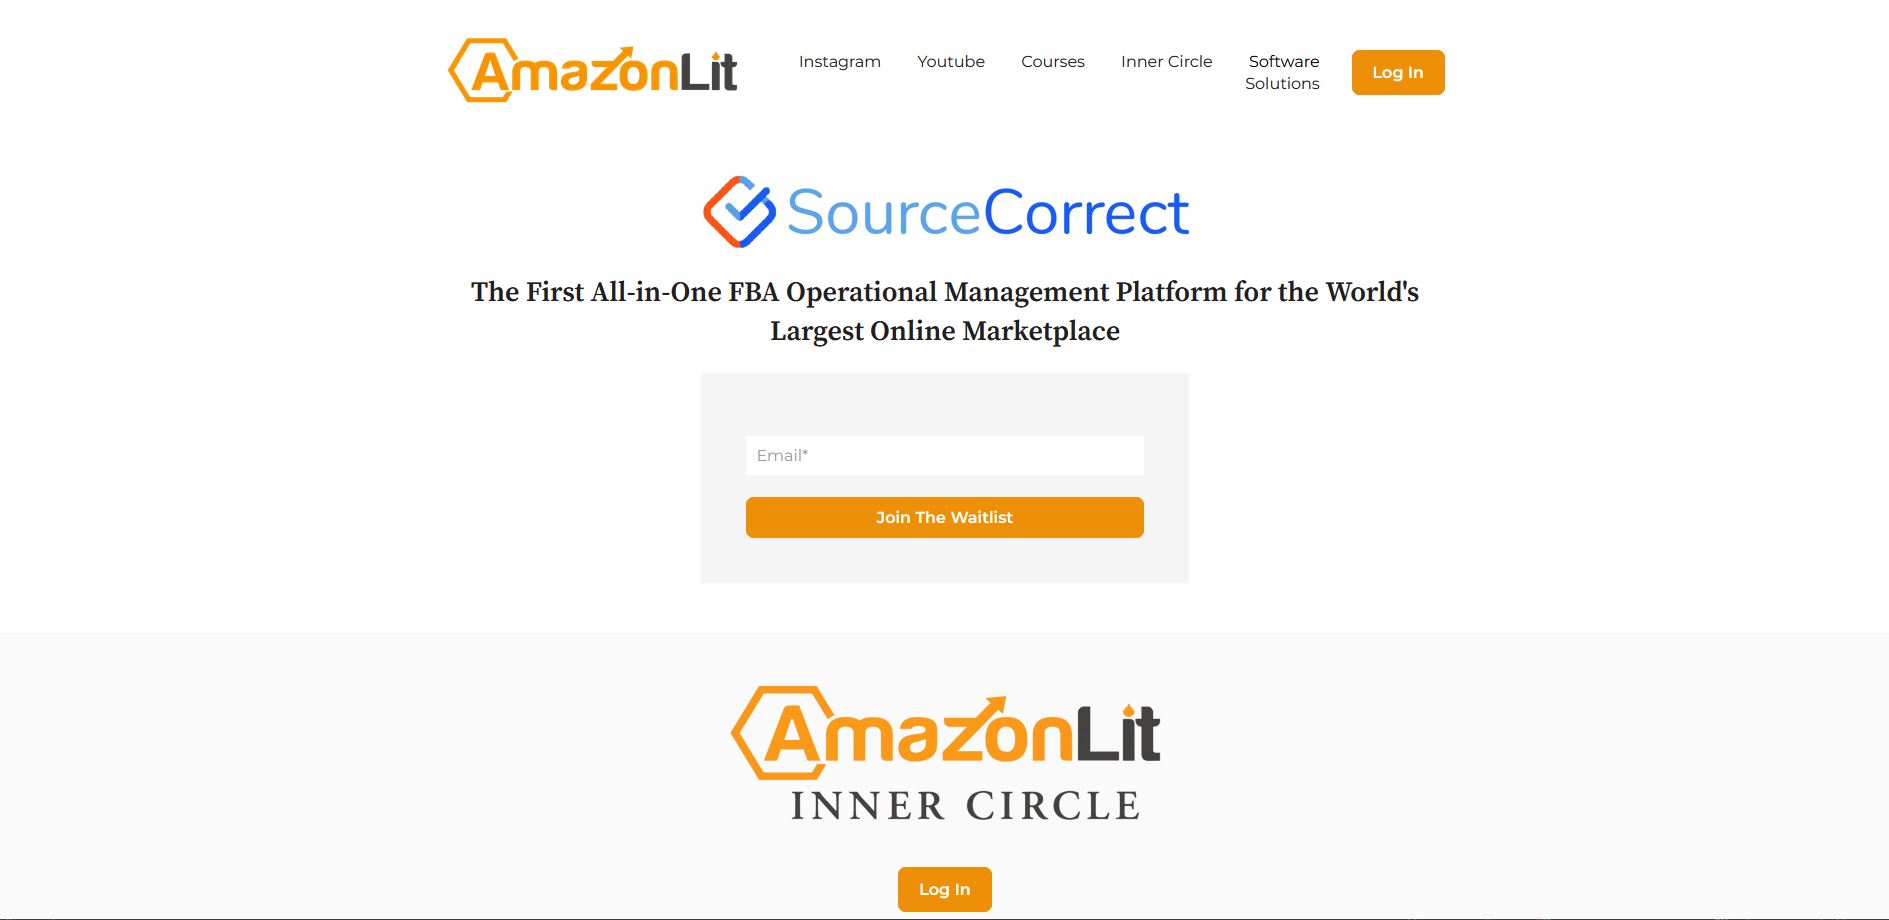 AmazonLit
Instagram
Youtube
Courses
Inner Circle
Software
Solutions
Log In
SourceCorrect
The First All-in-One FBA Operational Management Platform for the World's
Largest Online Marketplace
Email*
Join The Waitlist
AmazonLit
INNER CIRCLE
Log In